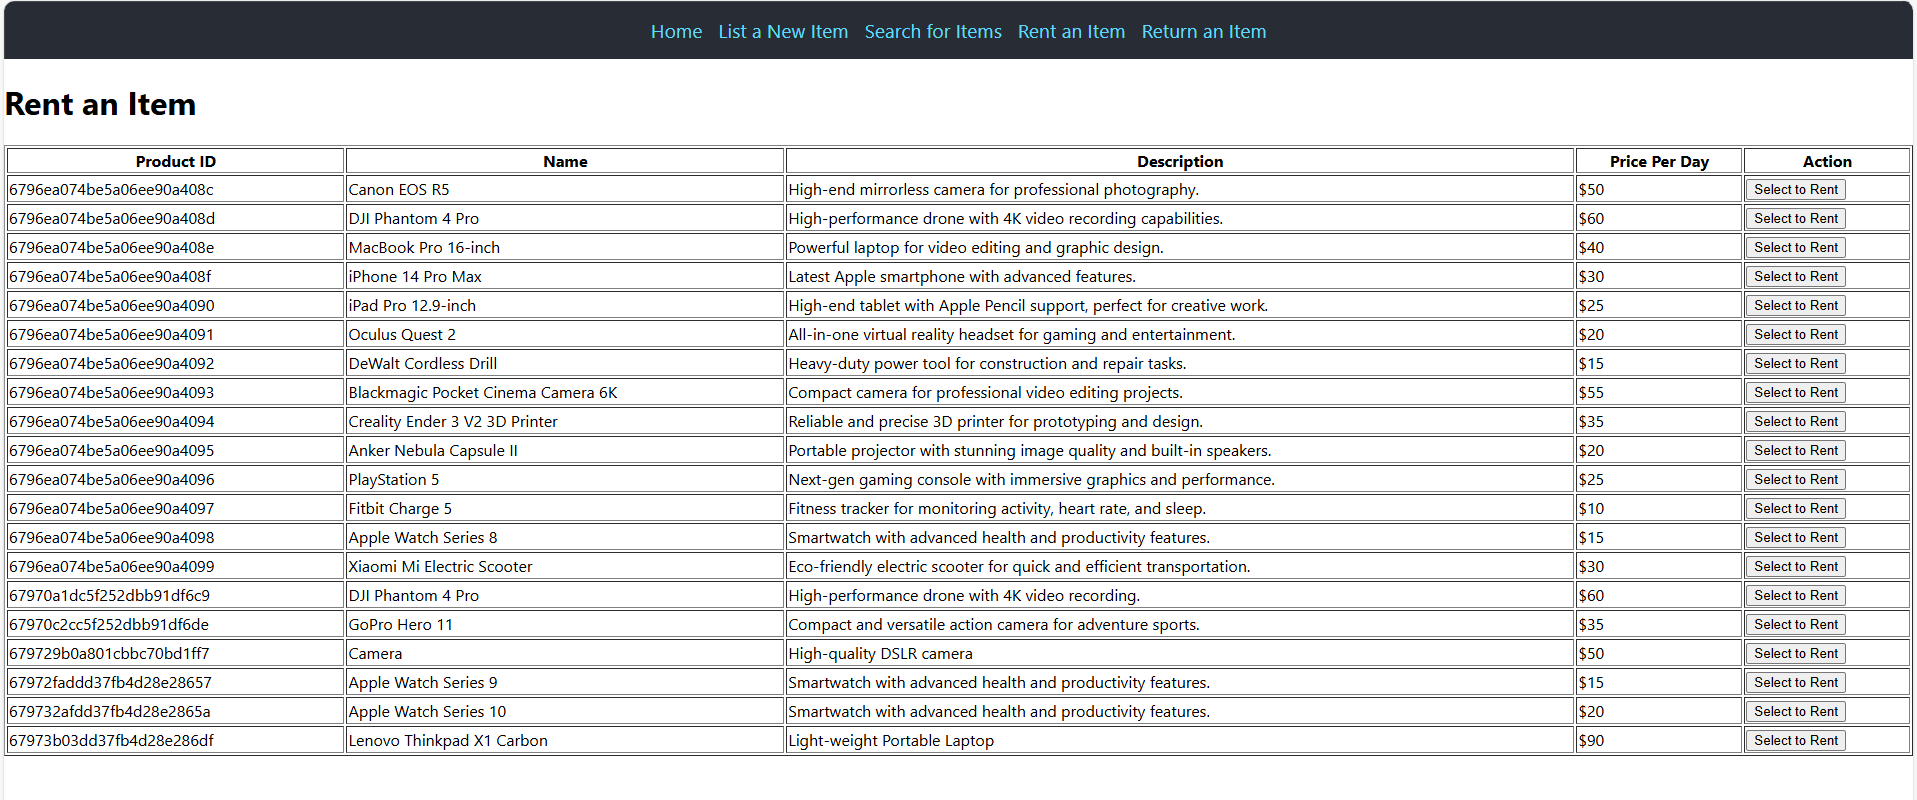 Home List a New Item Search for Items Rent an Item Return an Item
Rent an Item
Product ID Name Description Price Per Day Action
6796ea074be5a06ee90a408c Canon EOS R5 High-end mirrorless camera for professional photography. $50 Select to Rent
6796ea074be5a06ee90a408d DJI Phantom 4 Pro High-performance drone with 4K video recording capabilities. $60 Select to Rent
6796ea074be5a06ee90a408e MacBook Pro 16-inch Powerful laptop for video editing and graphic design. $40 Select to Rent
6796ea074be5a06ee90a408f iPhone 14 Pro Max Latest Apple smartphone with advanced features. $30 Select to Rent
6796ea074be5a06ee90a4090 iPad Pro 12.9-inch High-end tablet with Apple Pencil support, perfect for creative work. $25 Select to Rent
6796ea074be5a06ee90a4091 Oculus Quest 2 All-in-one virtual reality headset for gaming and entertainment. $20 Select to Rent
6796ea074be5a06ee90a4092 DeWalt Cordless Drill Heavy-duty power tool for construction and repair tasks. $15 Select to Rent
6796ea074be5a06ee90a4093 Blackmagic Pocket Cinema Camera 6K Compact camera for professional video editing projects. $55 Select to Rent
6796ea074be5a06ee90a4094 Creality Ender 3 V2 3D Printer Reliable and precise 3D printer for prototyping and design. $35 Select to Rent
6796ea074be5a06ee90a4095 Anker Nebula Capsule II Portable projector with stunning image quality and built-in speakers. $20 Select to Rent
6796ea074be5a06ee90a4096 PlayStation 5 Next-gen gaming console with immersive graphics and performance. $25 Select to Rent
6796ea074be5a06ee90a4097 Fitbit Charge 5 Fitness tracker for monitoring activity, heart rate, and sleep. $10 Select to Rent
6796ea074be5a06ee90a4098 Apple Watch Series 8 Smartwatch with advanced health and productivity features. $15 Select to Rent
6796ea074be5a06ee90a4099 Xiaomi Mi Electric Scooter Eco-friendly electric scooter for quick and efficient transportation. $30 Select to Rent
67970a1dc5f252dbb91df6c9 DJI Phantom 4 Pro High-performance drone with 4K video recording. $60 Select to Rent
67970c2cc5f252dbb91df6de GoPro Hero 11 Compact and versatile action camera for adventure sports. $35 Select to Rent
679729b0a801cbbc70bd1ff7 Camera High-quality DSLR camera $50 Select to Rent
67972faddd37fb4d28e28657 Apple Watch Series 9 Smartwatch with advanced health and productivity features. $15 Select to Rent
679732afdd37fb4d28e2865a Apple Watch Series 10 Smartwatch with advanced health and productivity features. $20 Select to Rent
67973b03dd37fb4d28e286df Lenovo Thinkpad X1 Carbon Light-weight Portable Laptop $90 Select to Rent